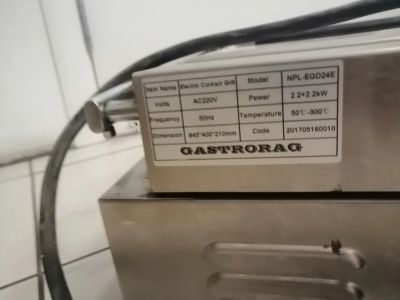 Item Name Electric Contact Grill Model NPL-EGD24E
Volts AC220V Power 2.2+2.2kW
Frequency 50Hz Temperature 50℃-300℃
Dimension 845*400*210mm Code 201705160010
GASTRORAG